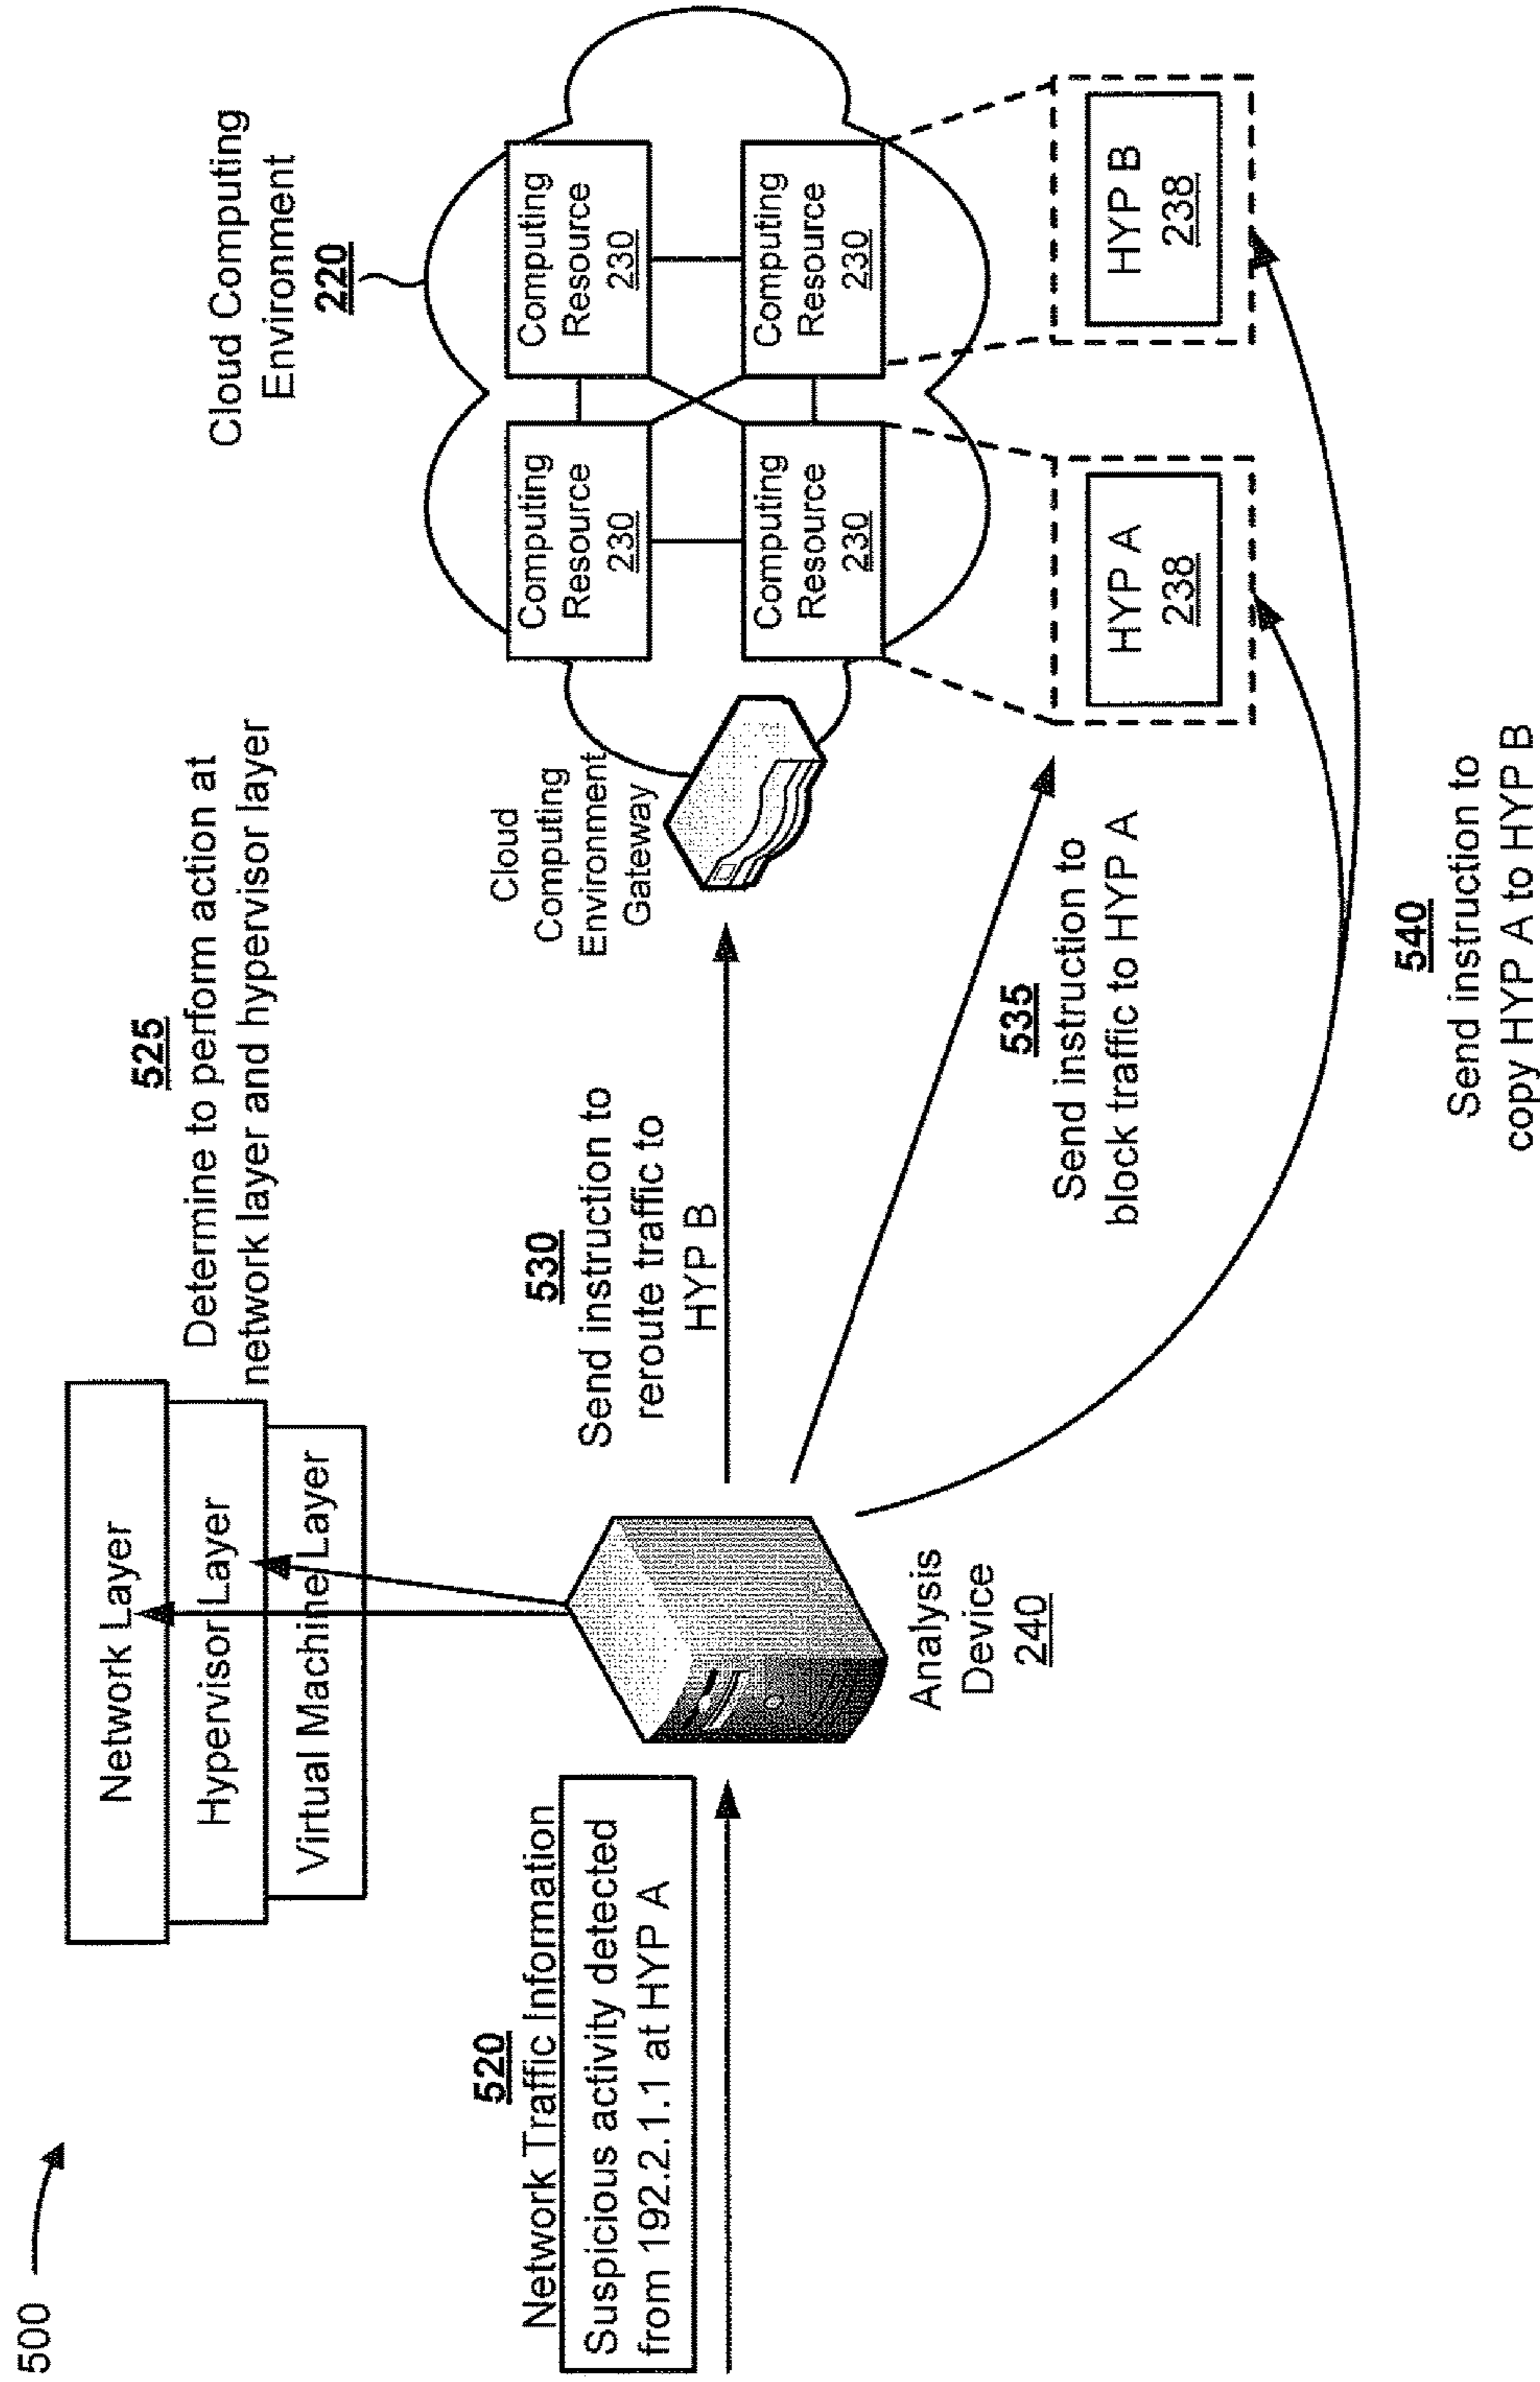 500
Network Layer
Hypervisor Layer
Virtual Machine Layer
525
Determine to perform action at
network layer and hypervisor layer
Cloud Computing
Environment
220
520
Network Traffic Information
Suspicious activity detected
from 192.2.1.1 at HYP A
Analysis
Device
240
530
Send instruction to
reroute traffic to
HYP B
Cloud
Computing
Environment
Gateway
Computing
Resource
230
Computing
Resource
230
Computing
Resource
230
Computing
Resource
230
535
Send instruction to
block traffic to HYP A
HYP A
238
HYP B
238
540
Send instruction to
copy HYP A to HYP B